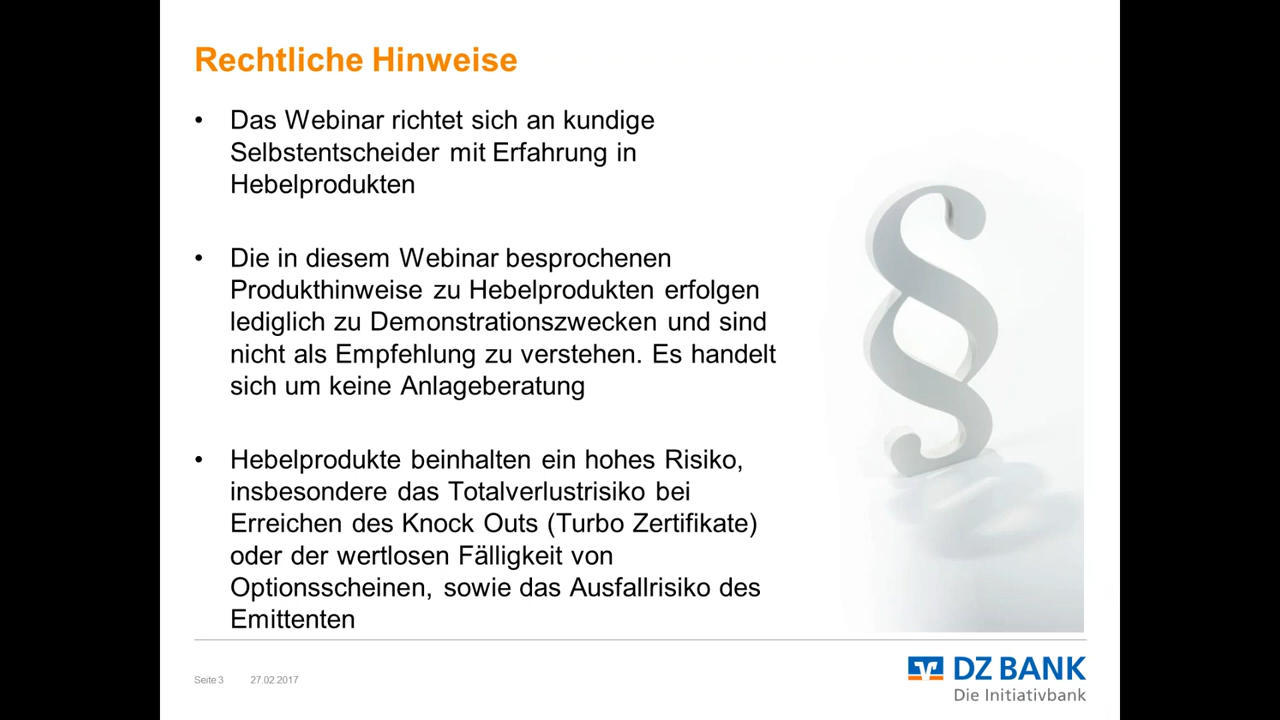 Rechtliche Hinweise
• Das Webinar richtet sich an kundige
Selbstentscheider mit Erfahrung in
Hebelprodukten
• Die in diesem Webinar besprochenen
Produkthinweise zu Hebelprodukten erfolgen
lediglich zu Demonstrationszwecken und sind
nicht als Empfehlung zu verstehen. Es handelt
sich um keine Anlageberatung
• Hebelprodukte beinhalten ein hohes Risiko,
insbesondere das Totalverlustrisiko bei
Erreichen des Knock Outs (Turbo Zertifikate)
oder der wertlosen Fälligkeit von
Optionsscheinen, sowie das Ausfallrisiko des
Emittenten
§
Seite 3 27.02.2017
DZ BANK
Die Initiativbank